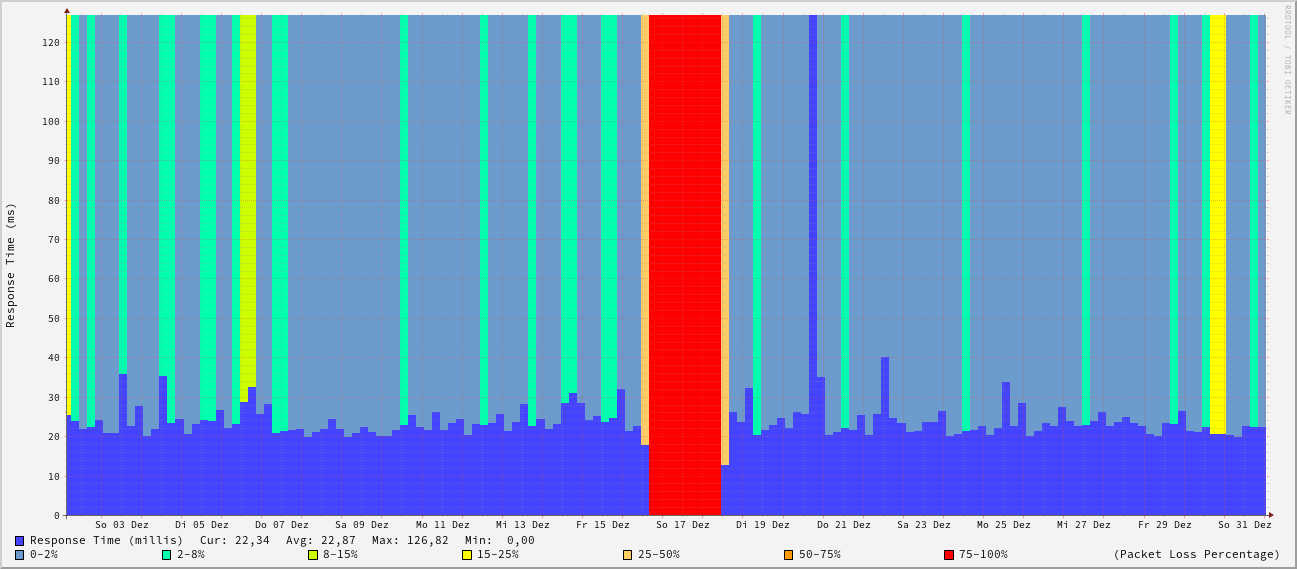 RRDTOOL / TOBI OETIKER
Response Time (ms)
120
110
100
90
80
70
60
50
40
30
20
10
0
So 03 Dez Di 05 Dez Do 07 Dez Sa 09 Dez Mo 11 Dez Mi 13 Dez Fr 15 Dez So 17 Dez Di 19 Dez Do 21 Dez Sa 23 Dez Mo 25 Dez Mi 27 Dez Fr 29 Dez So 31 Dez
Response Time (millis) Cur: 22,34 Avg: 22,87 Max: 126,82 Min: 0,00
0-2% 2-8% 8-15% 15-25% 25-50% 50-75% 75-100% (Packet Loss Percentage)